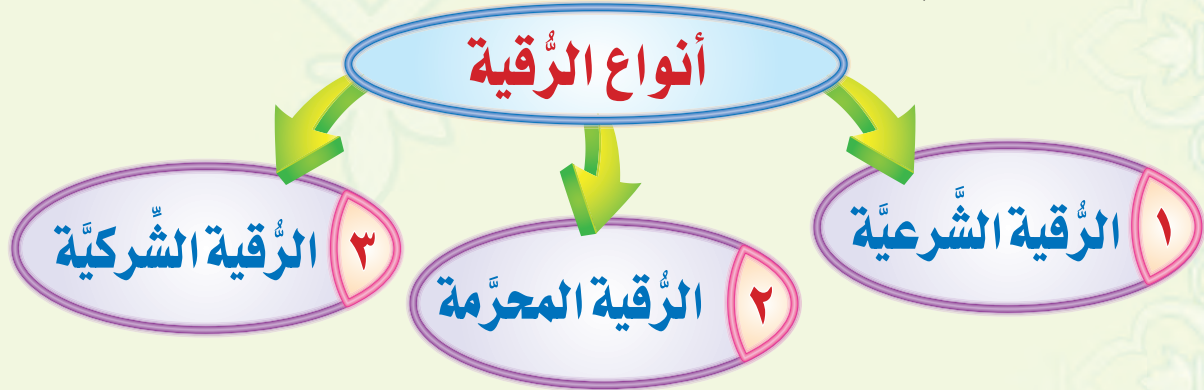 أنواع الرُّقية
١ الرُّقية الشَّرعيَّة
٢ الرُّقية المحرَّمة
٣ الرُّقية الشِّركيَّة